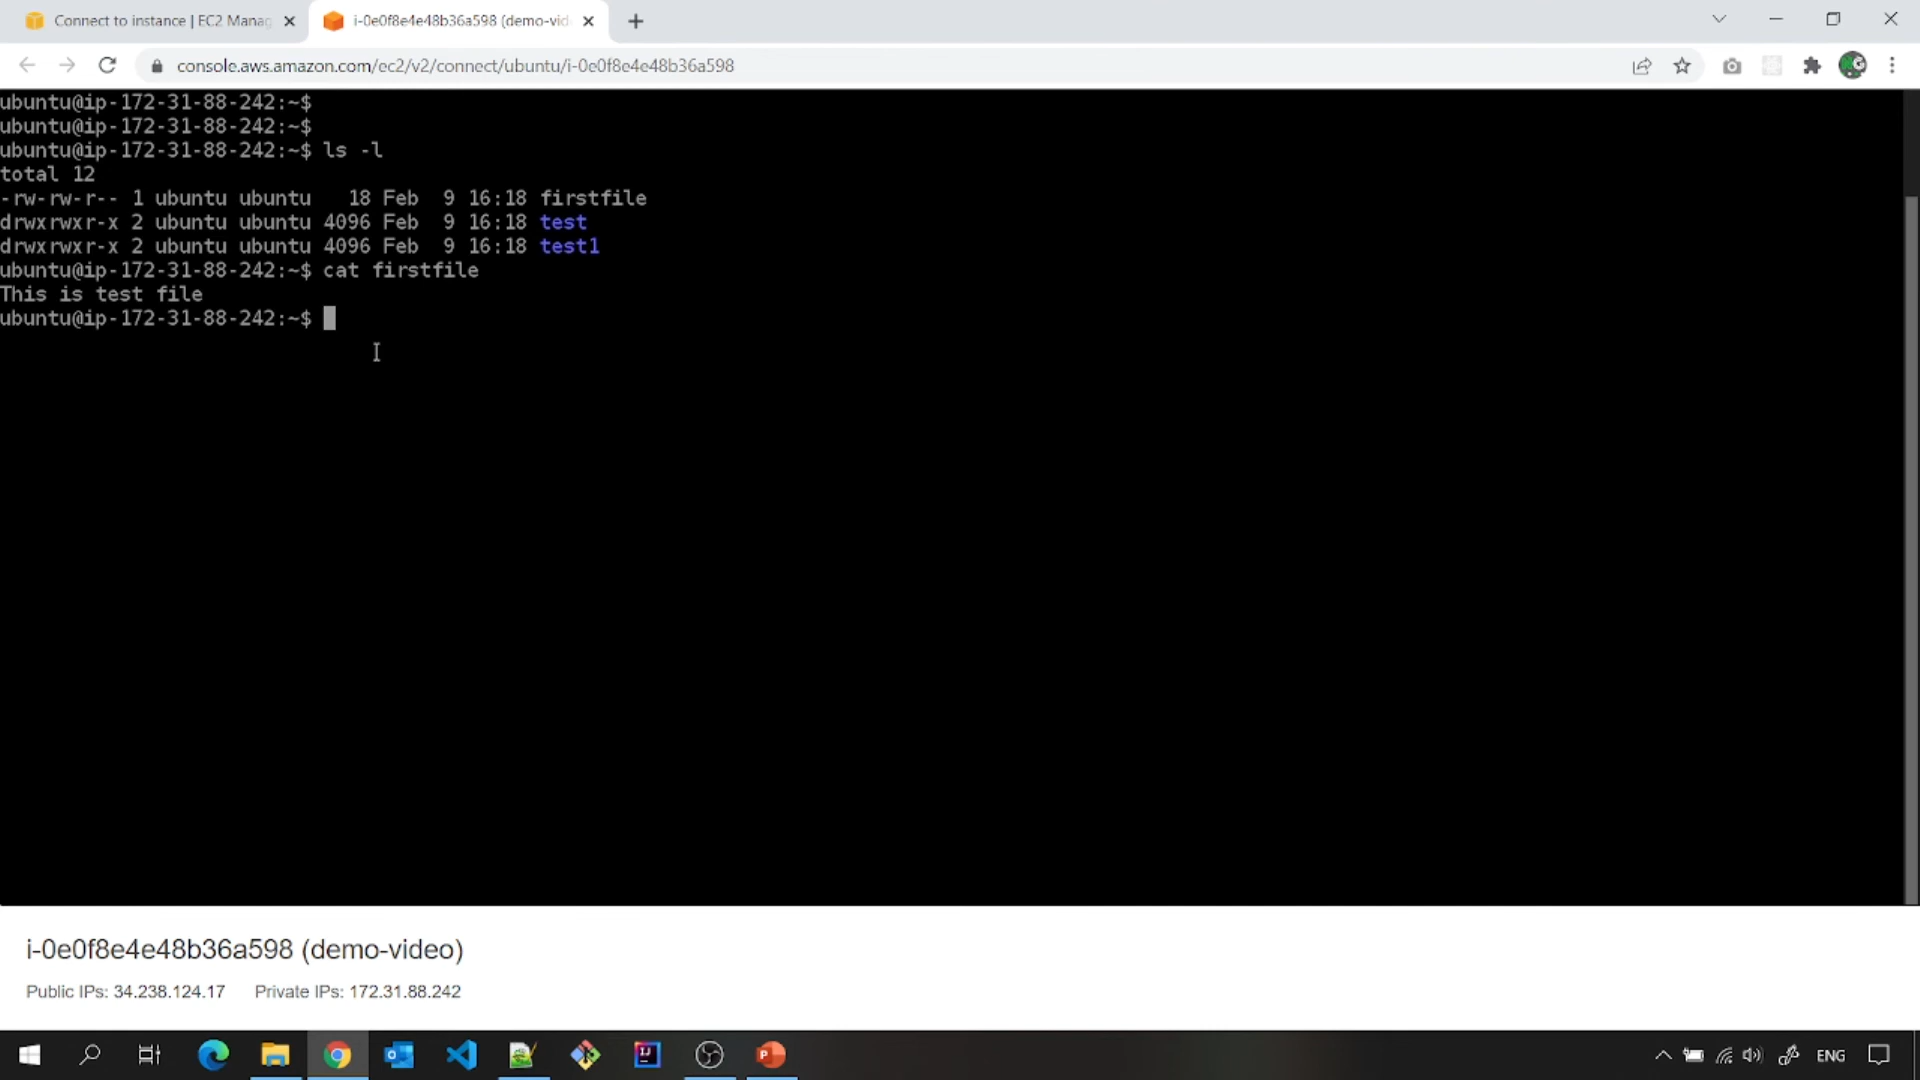 Connect to instance | EC2 Manag
i-0e0f8e4e48b36a598 (demo-vid
console.aws.amazon.com/ec2/v2/connect/ubuntu/i-0e0f8e4e48b36a598
ubuntu@ip-172-31-88-242:~$
ubuntu@ip-172-31-88-242:~$
ubuntu@ip-172-31-88-242:~$ ls -l
total 12
-rw-rw-r-- 1 ubuntu ubuntu   18 Feb  9 16:18 firstfile
drwxrwxr-x 2 ubuntu ubuntu 4096 Feb  9 16:18 test
drwxrwxr-x 2 ubuntu ubuntu 4096 Feb  9 16:18 test1
ubuntu@ip-172-31-88-242:~$ cat firstfile
This is test file
ubuntu@ip-172-31-88-242:~$
i-0e0f8e4e48b36a598 (demo-video)
Public IPs: 34.238.124.17 Private IPs: 172.31.88.242
ENG